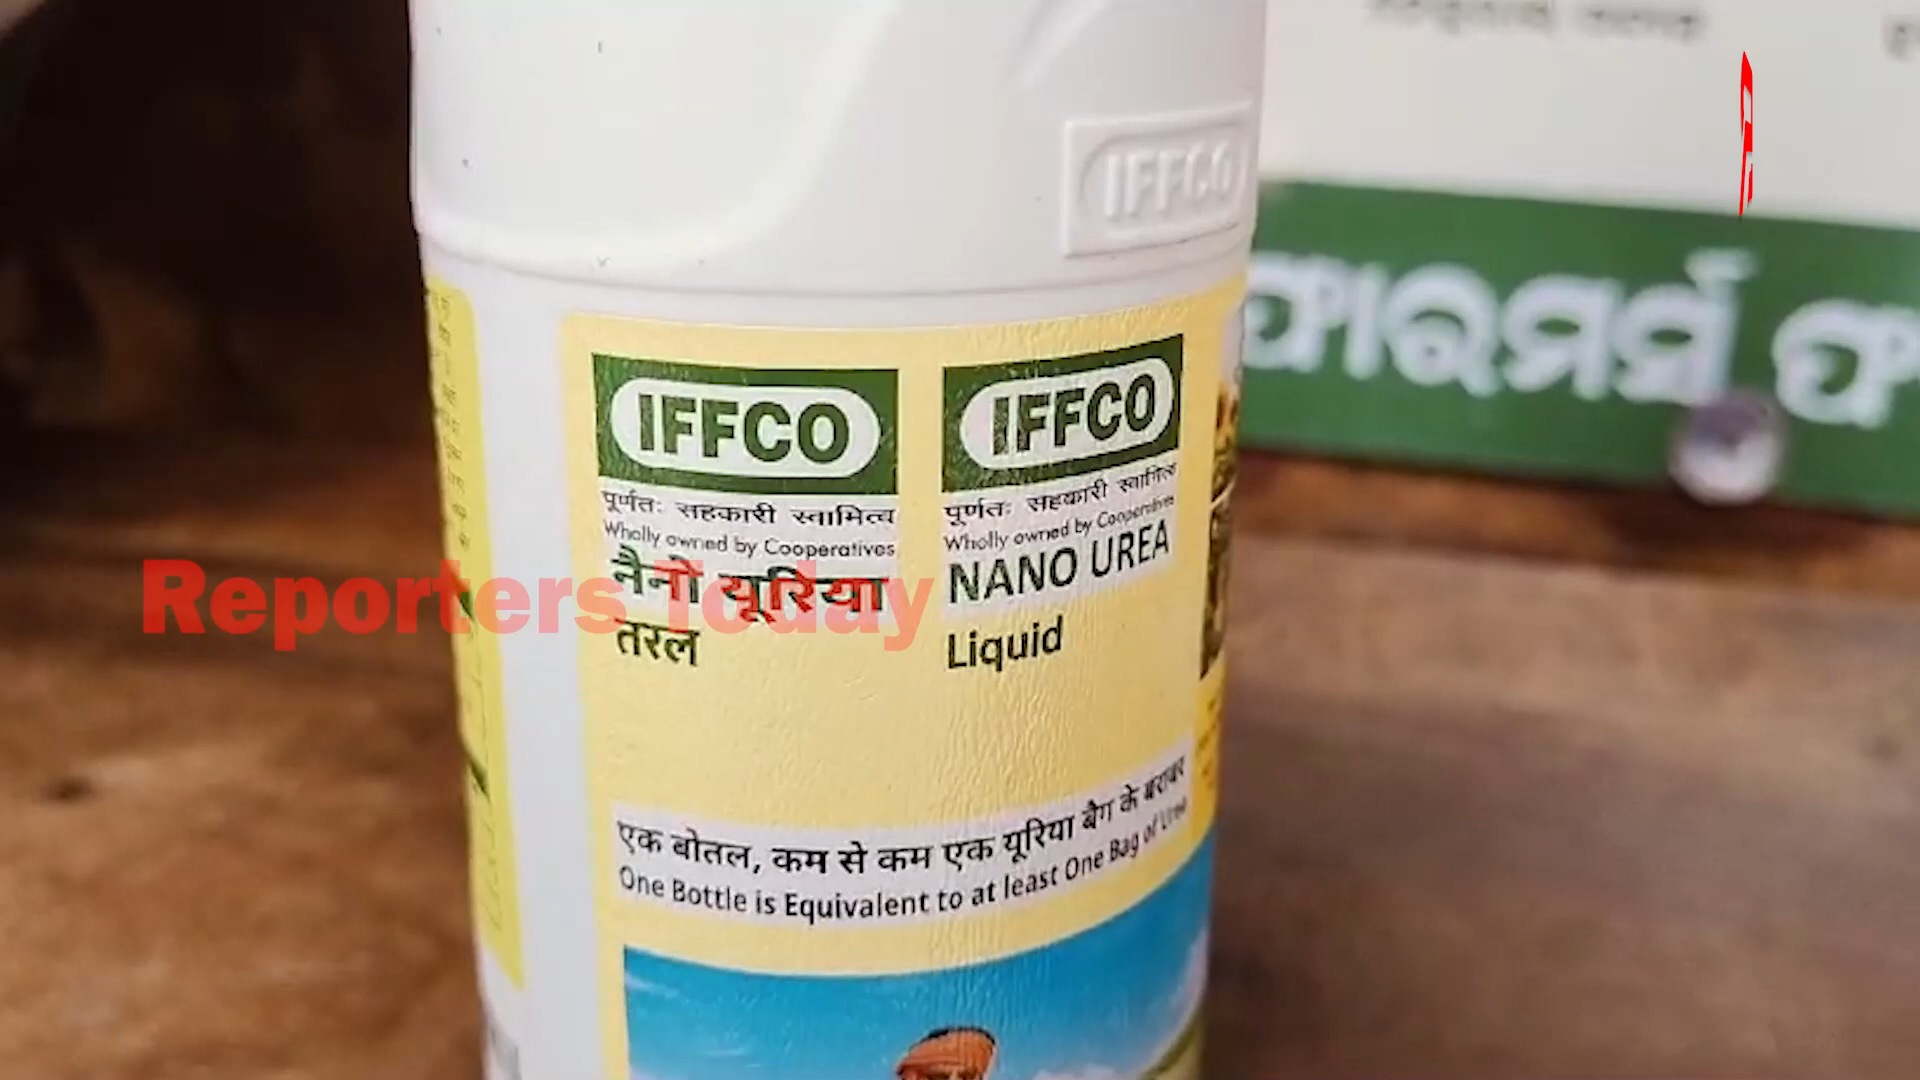 IFFCO
IFFCO
पूर्णतः सहकारी स्वामित्व
Wholly owned by Cooperatives
नैनो यूरिया
तरल
IFFCO
पूर्णतः सहकारी स्वामित्व
Wholly owned by Cooperatives
NANO UREA
Liquid
एक बोतल, कम से कम एक यूरिया बैग के बराबर
One Bottle is Equivalent to at least One Bag of Urea
Reporters Today
ଫାରମର୍ସ